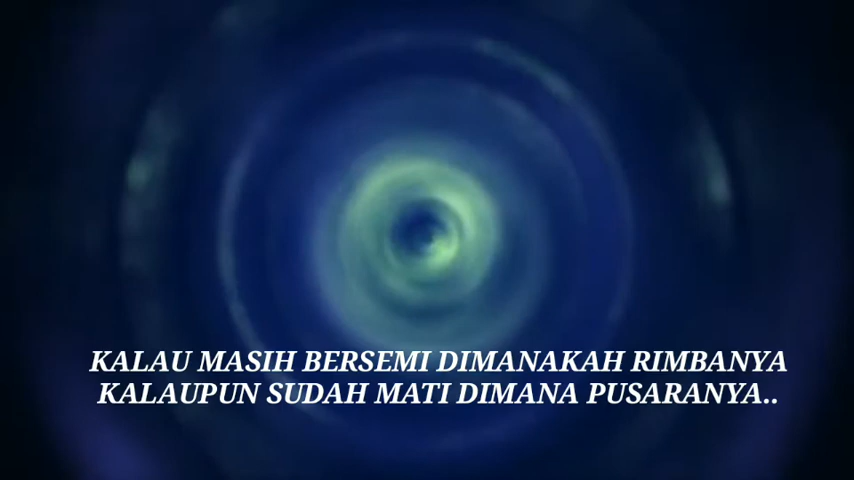 KALAU MASIH BERSEMI DIMANAKAH RIMBANYA
KALAUPUN SUDAH MATI DIMANA PUSARANYA..